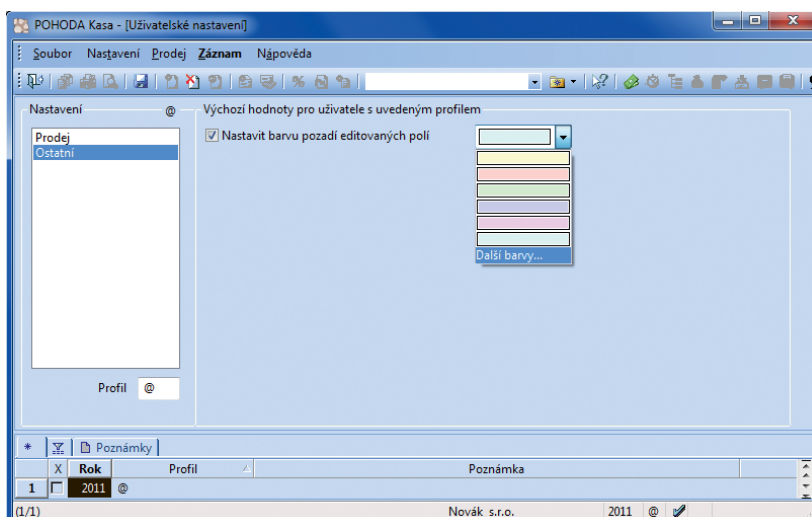 POHODA Kasa - [Uživatelské nastavení]
Soubor Nastavení Prodej Záznam Nápověda
Nastavení @ Výchozí hodnoty pro uživatele s uvedeným profilem
Prodej
Nastavit barvu pozadí editovaných polí
Ostatní
Další barvy...
Profil @
* Poznámky
X Rok Profil Poznámka
1 2011 @
(1/1) Novák s.r.o. 2011 @